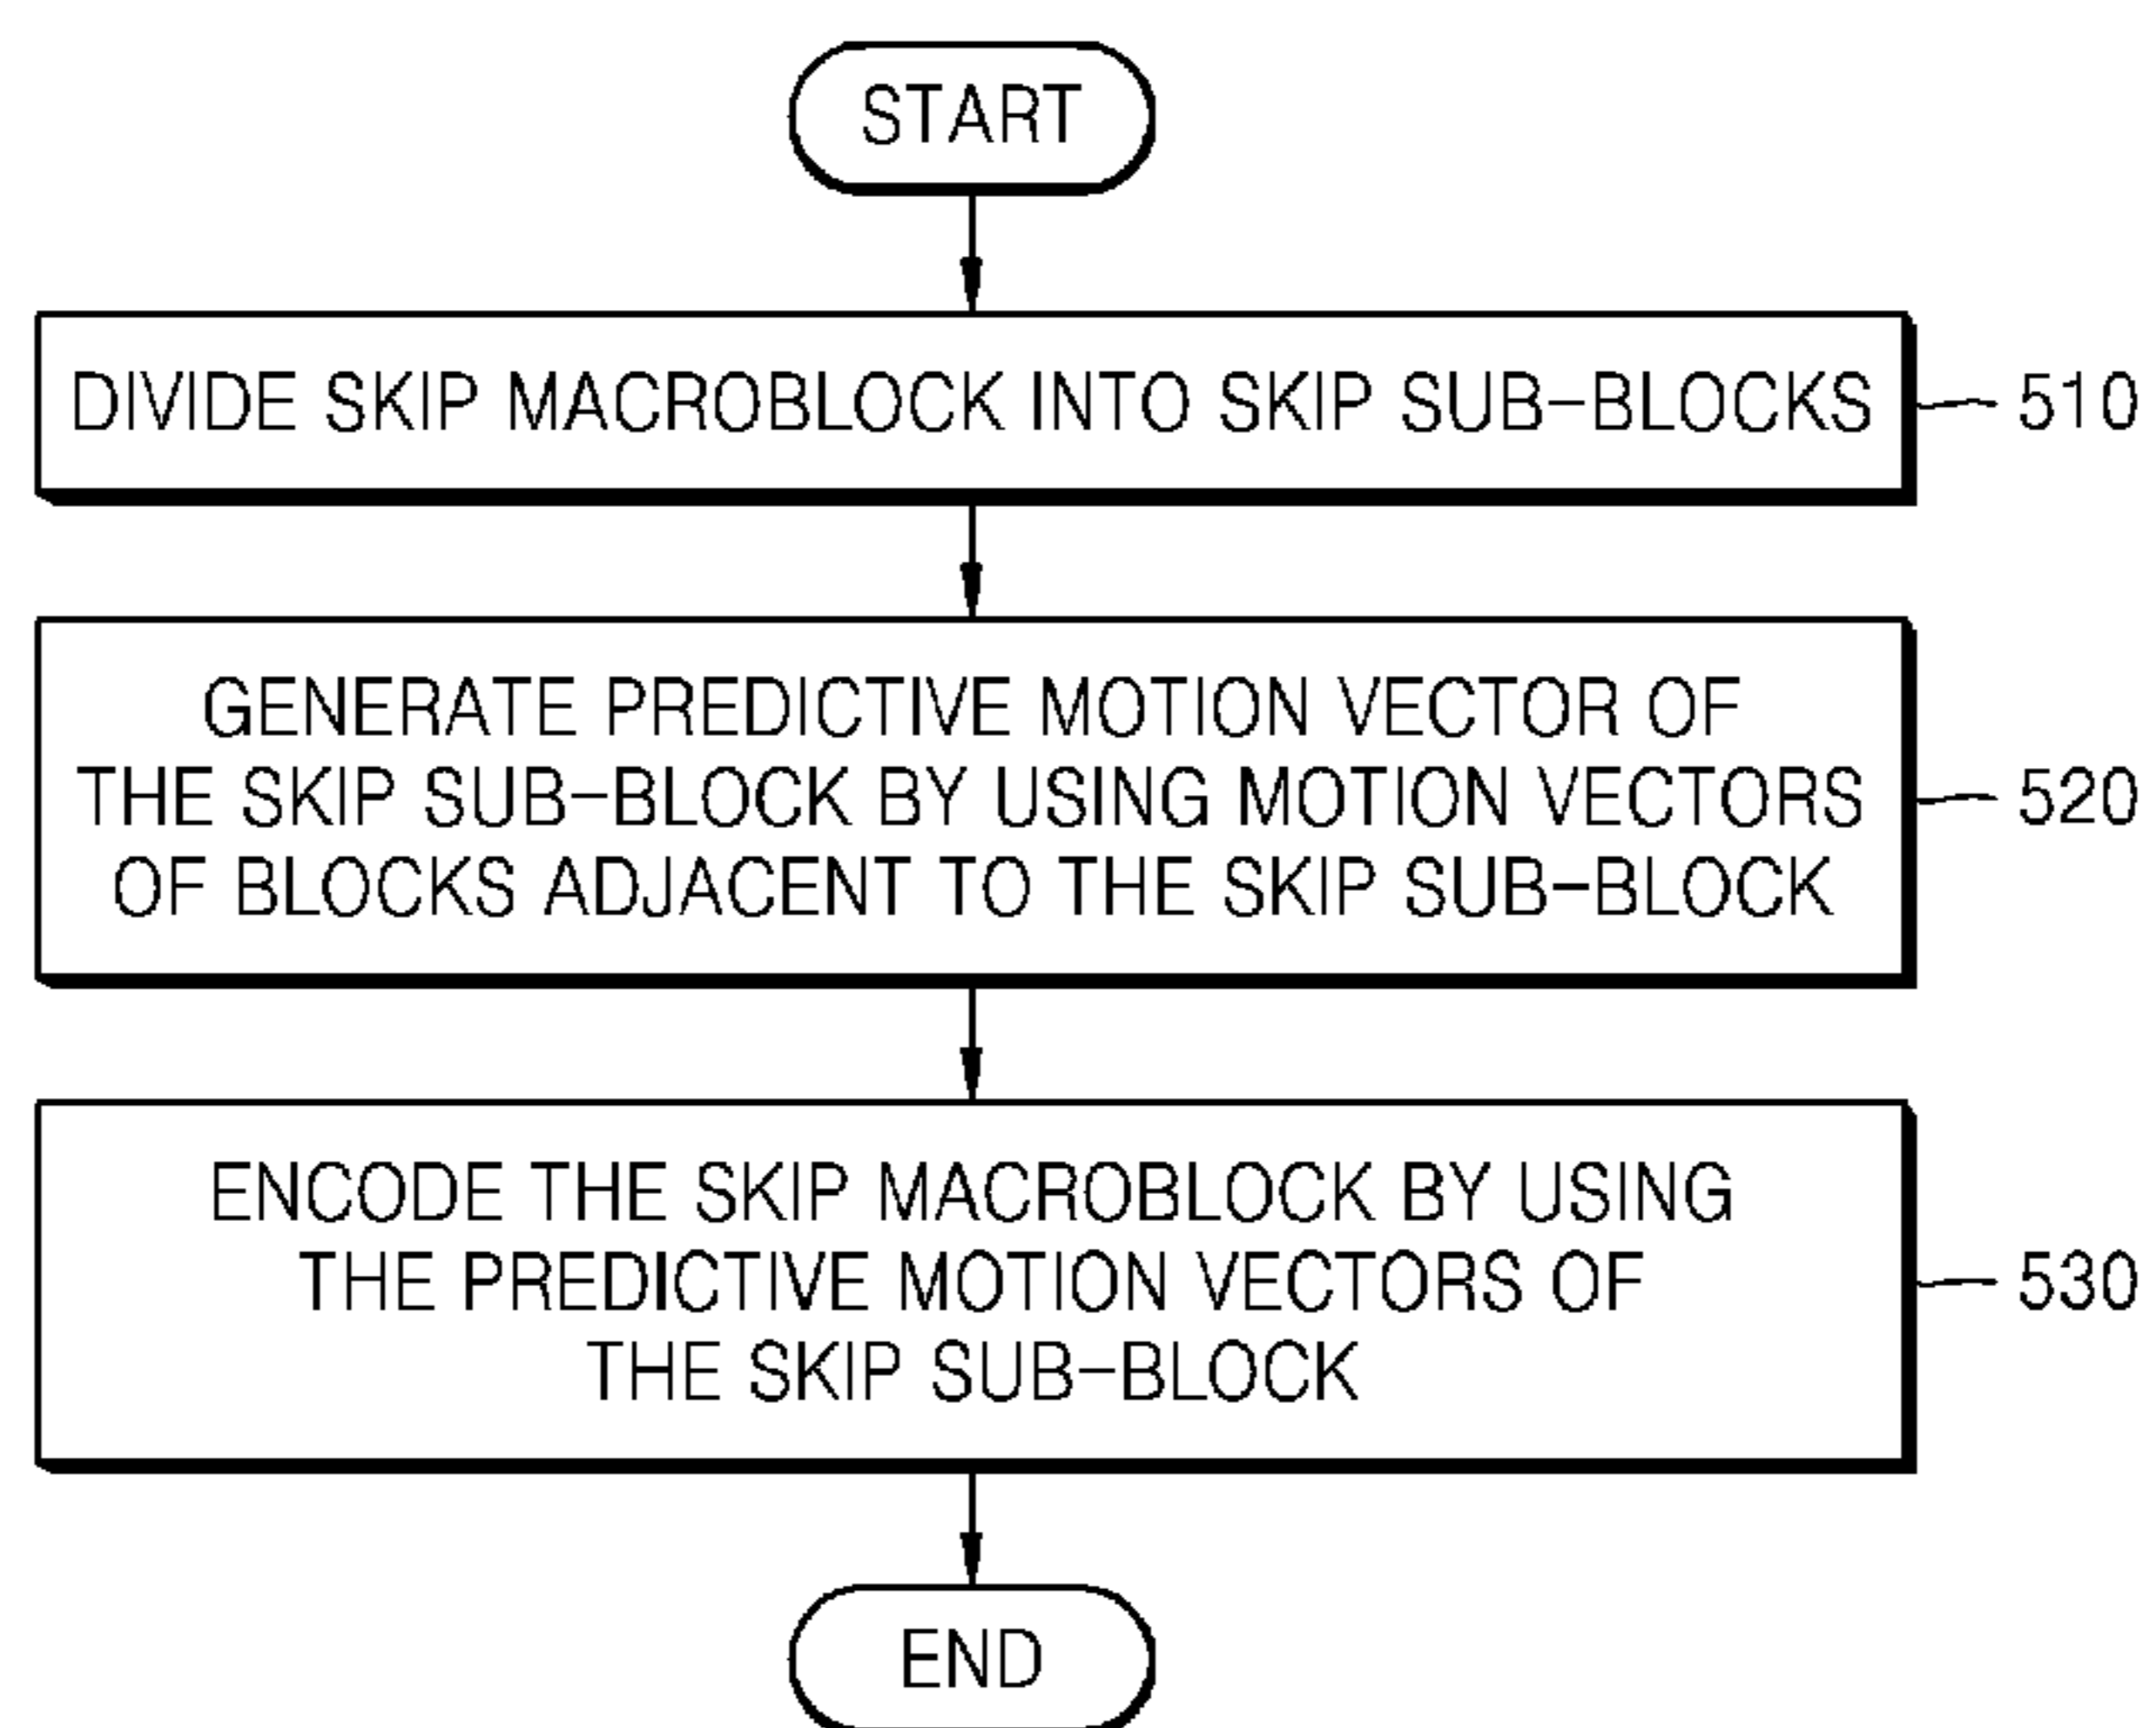 START
DIVIDE SKIP MACROBLOCK INTO SKIP SUB-BLOCKS
510
GENERATE PREDICTIVE MOTION VECTOR OF
THE SKIP SUB-BLOCK BY USING MOTION VECTORS
OF BLOCKS ADJACENT TO THE SKIP SUB-BLOCK
520
ENCODE THE SKIP MACROBLOCK BY USING
THE PREDICTIVE MOTION VECTORS OF
THE SKIP SUB-BLOCK
530
END